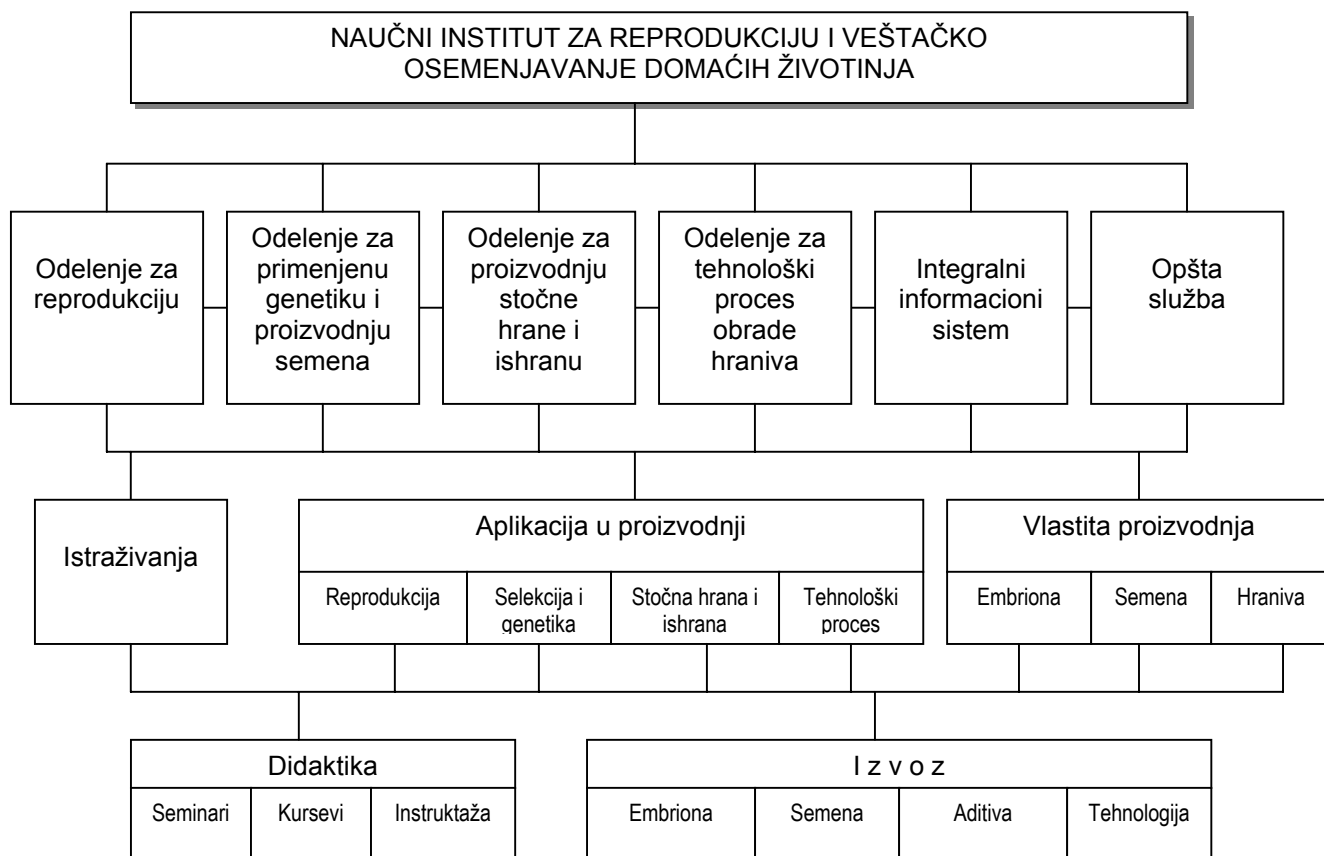 NAUČNI INSTITUT ZA REPRODUKCIJU I VEŠTAČKO
OSEMENJAVANJE DOMAĆIH ŽIVOTINJA
Odelenje za
reprodukciju
Odelenje za
primenjenu
genetiku i
proizvodnju
semena
Odelenje za
proizvodnju
stočne
hrane i
ishranu
Odelenje za
tehnološki
proces
obrade
hraniva
Integralni
informacioni
sistem
Opšta
služba
Istraživanja
Aplikacija u proizvodnji
Reprodukcija
Selekcija i
genetika
Stočna hrana i
ishrana
Tehnološki
proces
Vlastita proizvodnja
Embriona
Semena
Hraniva
Didaktika
Seminari
Kursevi
Instruktaža
I z v o z
Embriona
Semena
Aditiva
Tehnologija